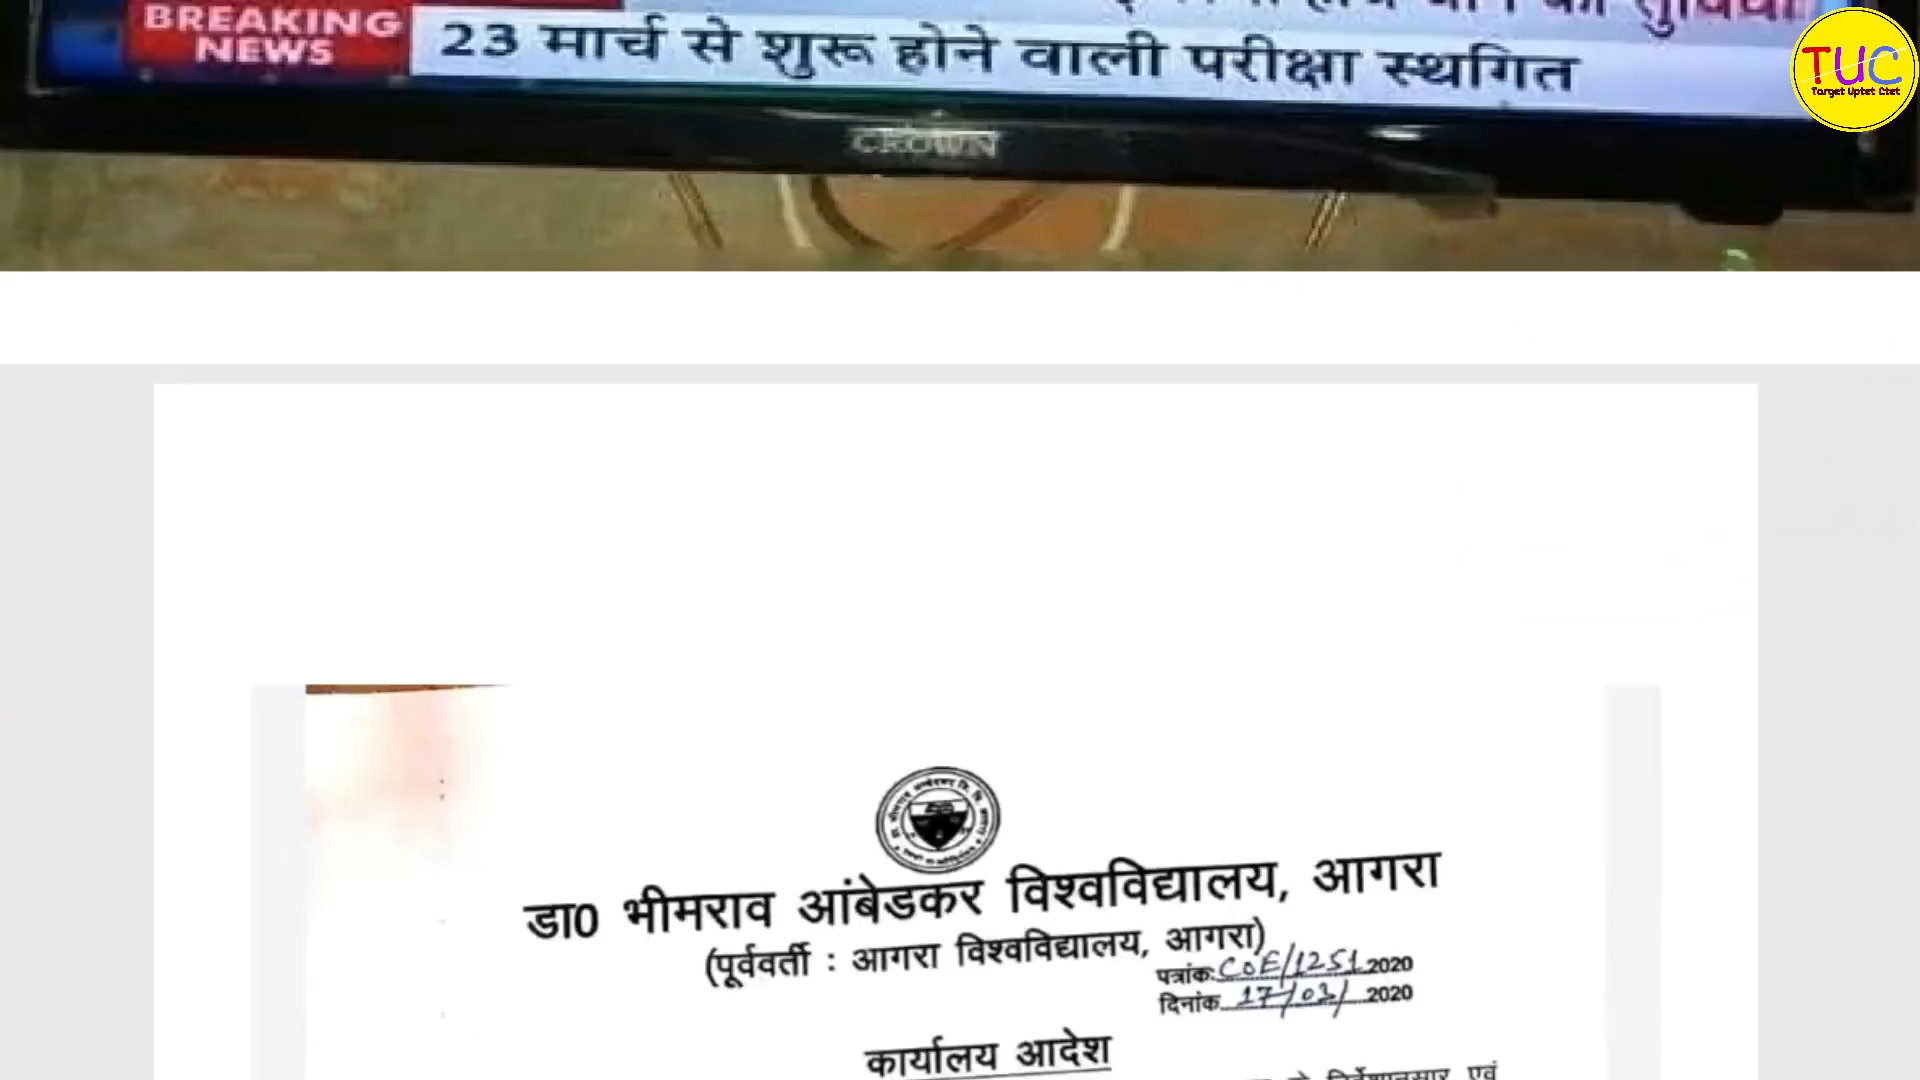 BREAKING
NEWS
23 मार्च से शुरू होने वाली परीक्षा स्थगित
TUC
Target Uptet Ctet
CROWN
डा0 भीमराव आंबेडकर विश्वविद्यालय, आगरा
(पूर्ववर्ती : आगरा विश्वविद्यालय, आगरा)
पत्रांक: COE/1251 2020
दिनांक 17/03/ 2020
कार्यालय आदेश
निर्देशानुसार एवं